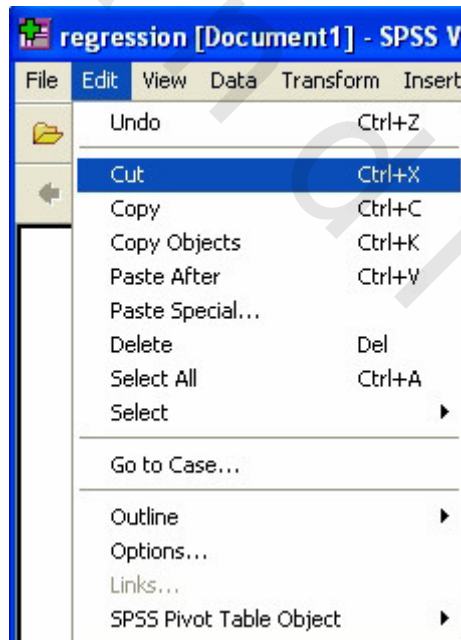 regression [Document1] - SPSS V
File Edit View Data Transform Insert
Undo Ctrl+Z
Cut Ctrl+X
Copy Ctrl+C
Copy Objects Ctrl+K
Paste After Ctrl+V
Paste Special...
Delete Del
Select All Ctrl+A
Select
Go to Case...
Outline
Options...
Links...
SPSS Pivot Table Object